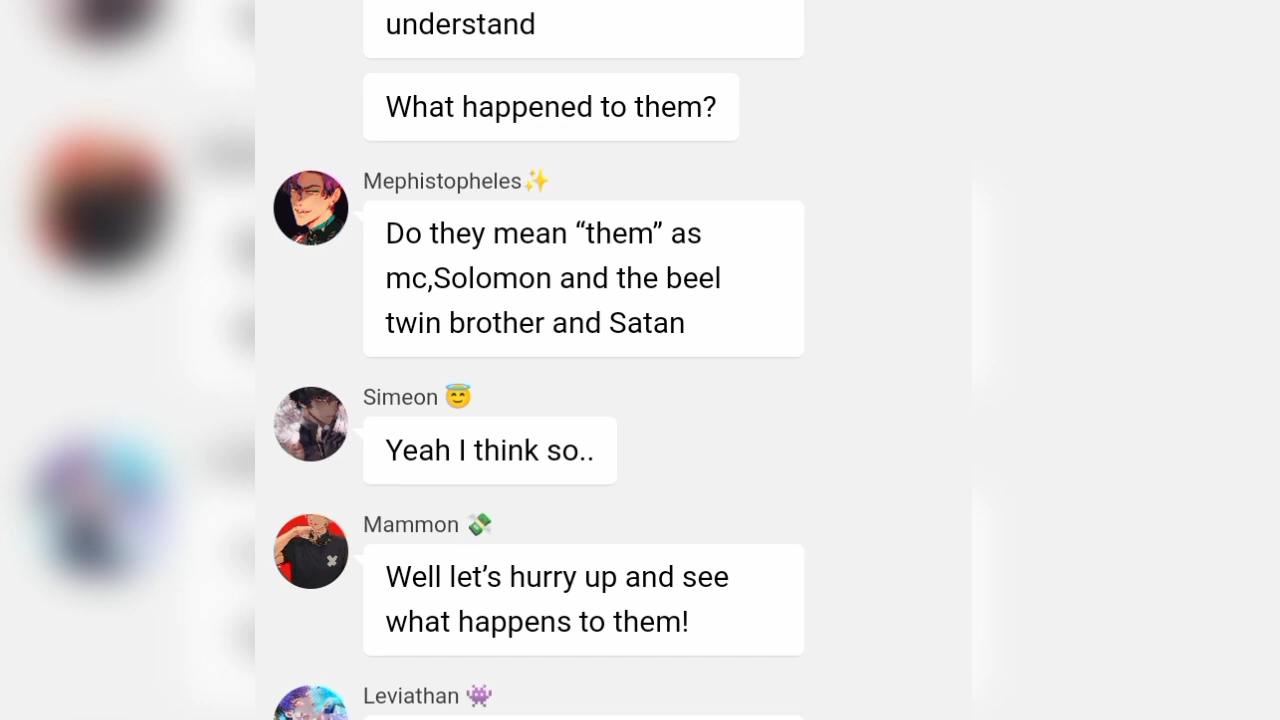 understand
What happened to them?
Mephistopheles✨
Do they mean “them” as
mc,Solomon and the beel
twin brother and Satan
Simeon 😇
Yeah I think so..
Mammon 💸
Well let’s hurry up and see
what happens to them!
Leviathan 👾